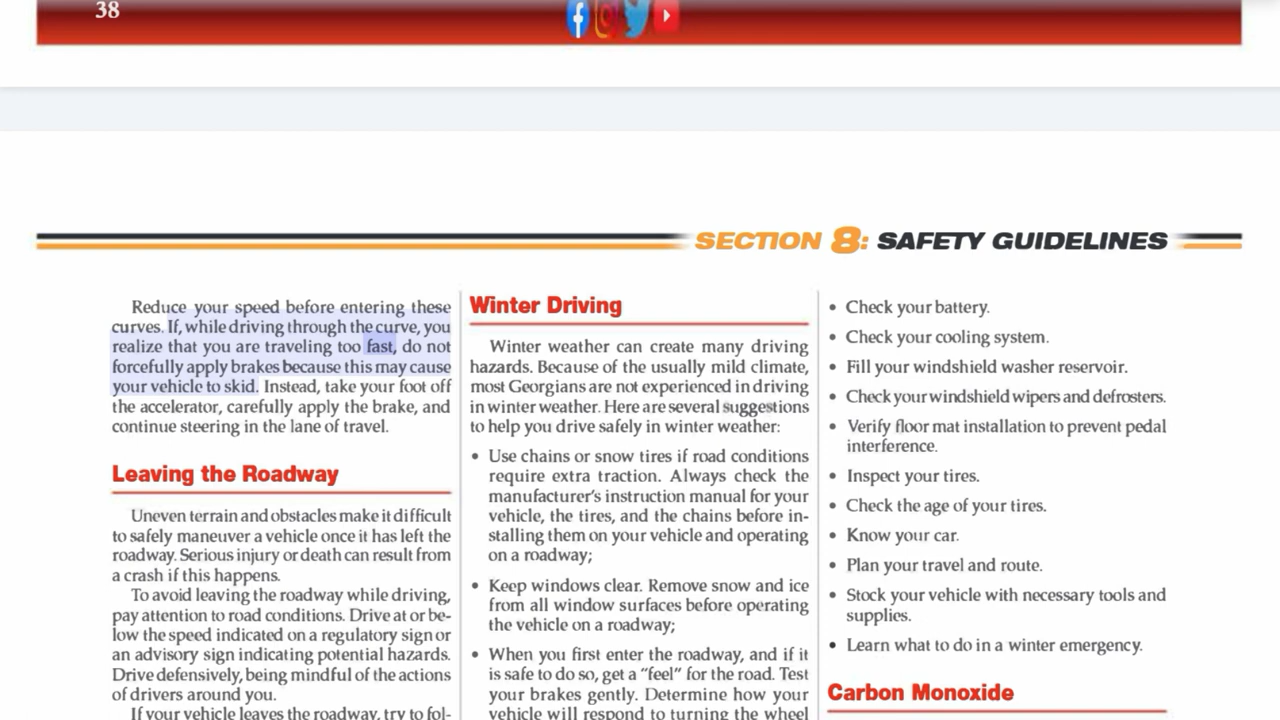 38
SECTION 8: SAFETY GUIDELINES
Reduce your speed before entering these
curves. If, while driving through the curve, you
realize that you are traveling too fast, do not
forcefully apply brakes because this may cause
your vehicle to skid. Instead, take your foot off
the accelerator, carefully apply the brake, and
continue steering in the lane of travel.
Leaving the Roadway
Uneven terrain and obstacles make it difficult
to safely maneuver a vehicle once it has left the
roadway. Serious injury or death can result from
a crash if this happens.
To avoid leaving the roadway while driving,
pay attention to road conditions. Drive at or be-
low the speed indicated on a regulatory sign or
an advisory sign indicating potential hazards.
Drive defensively, being mindful of the actions
of drivers around you.
If your vehicle leaves the roadway, try to fol-
Winter Driving
Winter weather can create many driving
hazards. Because of the usually mild climate,
most Georgians are not experienced in driving
in winter weather. Here are several suggestions
to help you drive safely in winter weather:
• Use chains or snow tires if road conditions
require extra traction. Always check the
manufacturer's instruction manual for your
vehicle, the tires, and the chains before in-
stalling them on your vehicle and operating
on a roadway;
• Keep windows clear. Remove snow and ice
from all window surfaces before operating
the vehicle on a roadway;
• When you first enter the roadway, and if it
is safe to do so, get a "feel" for the road. Test
your brakes gently. Determine how your
vehicle will respond to turning the wheel
• Check your battery.
• Check your cooling system.
• Fill your windshield washer reservoir.
• Check your windshield wipers and defrosters.
• Verify floor mat installation to prevent pedal
interference.
• Inspect your tires.
• Check the age of your tires.
• Know your car.
• Plan your travel and route.
• Stock your vehicle with necessary tools and
supplies.
• Learn what to do in a winter emergency.
Carbon Monoxide